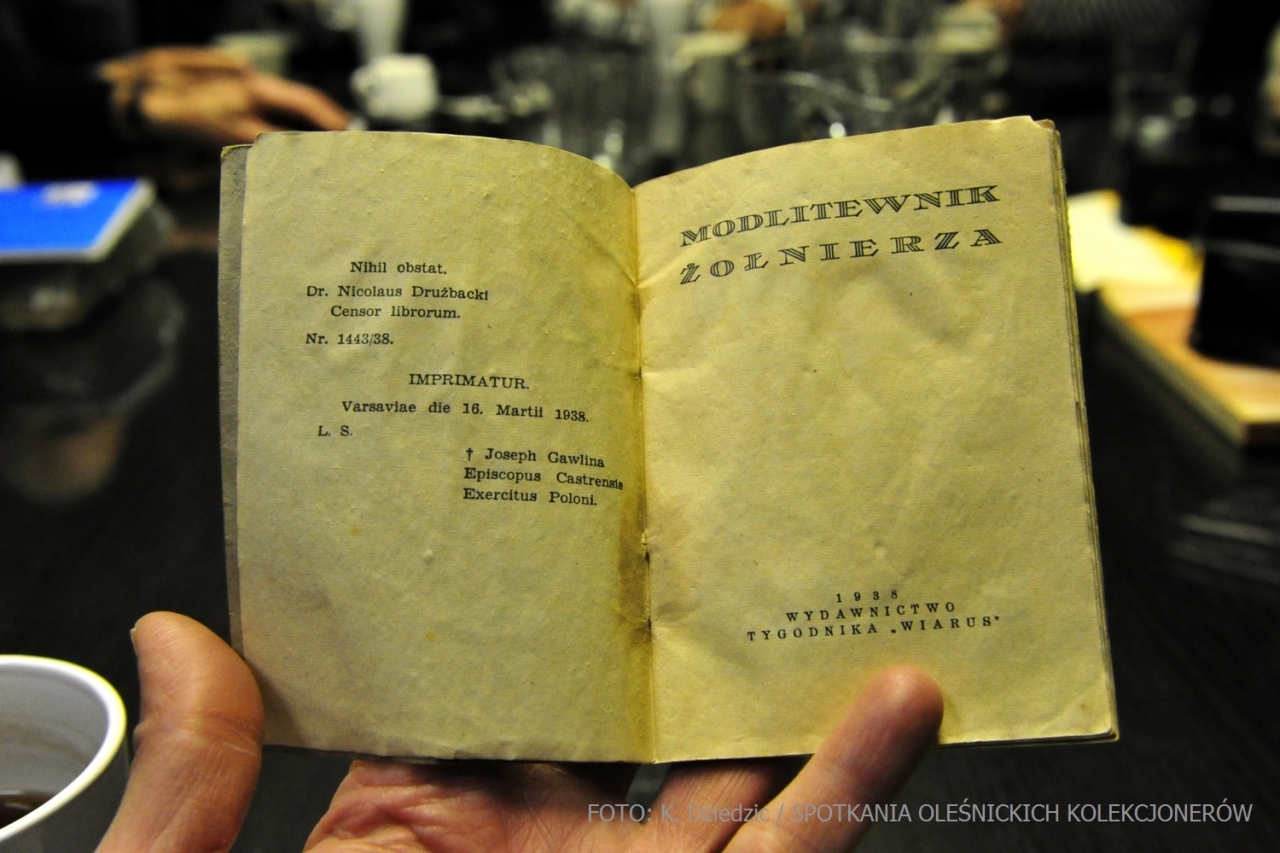 Nihil obstat.
Dr. Nicolaus Drużbacki
Censor librorum.
Nr. 1443/38.
IMPRIMATUR.
Varsaviae die 16. Martii 1938.
L. S.
† Joseph Gawlina
Episcopus Castrensis
Exercitus Poloni.
MODLITEWNIK
ŻOŁNIERZA
1938
WYDAWNICTWO
TYGODNIKA „WIARUS"
FOTO: K. Dziedzic / SPOTKANIA OLEŚNICKICH KOLEKCJONERÓW